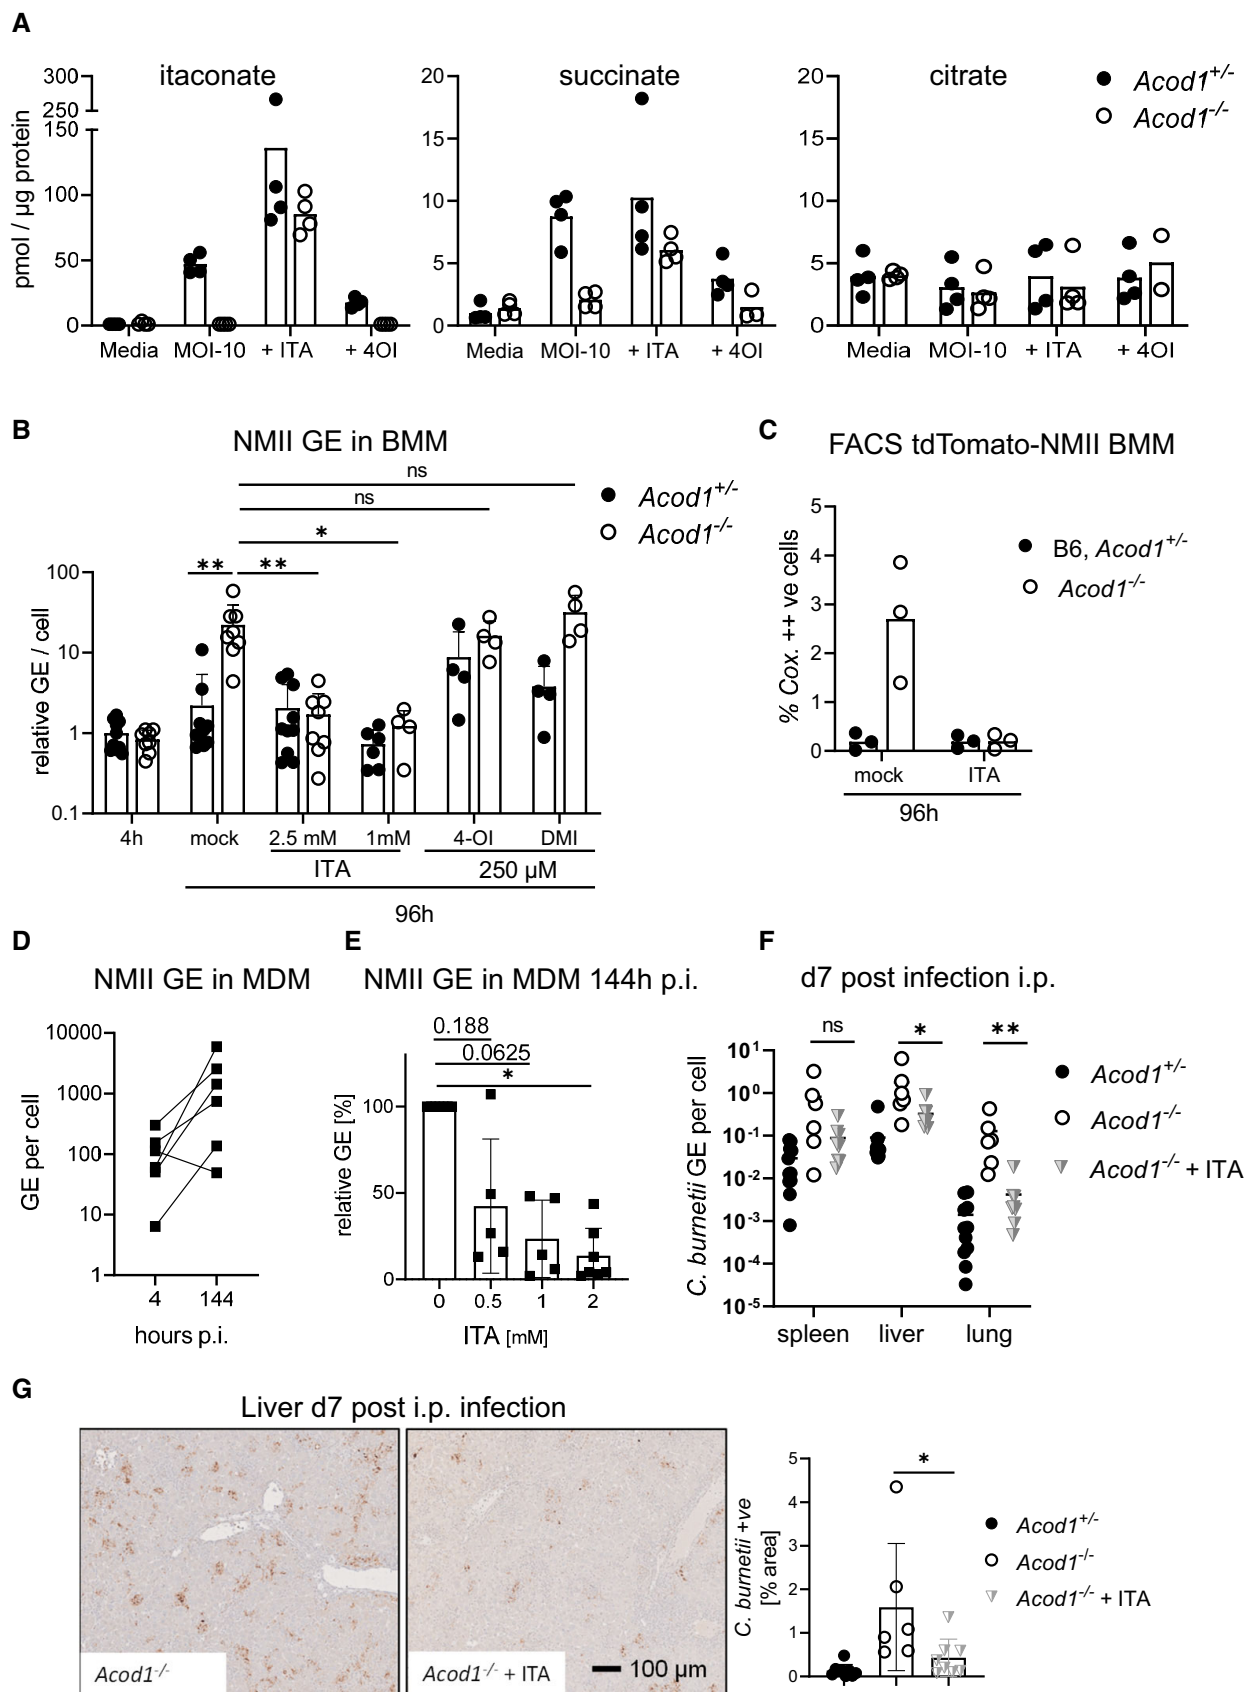 A
itaconate
succinate
citrate
Acod1+/-
Acod1-/-
pmol / µg protein
300
250
150
100
50
0
Media
MOI-10
+ ITA
+ 4OI
20
15
10
5
0
Media
MOI-10
+ ITA
+ 4OI
20
15
10
5
0
Media
MOI-10
+ ITA
+ 4OI
B
NMII GE in BMM
ns
ns
*
** **
Acod1+/-
Acod1-/-
relative GE / cell
100
10
1
0.1
4h
mock
2.5 mM
1mM
4-OI
DMI
ITA
250 µM
96h
C
FACS tdTomato-NMII BMM
% Cox. ++ ve cells
5
4
3
2
1
0
B6, Acod1+/-
Acod1-/-
mock
ITA
96h
D
NMII GE in MDM
GE per cell
10000
1000
100
10
1
4
144
hours p.i.
E
NMII GE in MDM 144h p.i.
0.188
0.0625
*
relative GE [%]
100
50
0
0
0.5
1
2
ITA [mM]
F
d7 post infection i.p.
ns
*
**
C. burnetii GE per cell
10^1
10^0
10^-1
10^-2
10^-3
10^-4
10^-5
spleen
liver
lung
Acod1+/-
Acod1-/-
Acod1-/- + ITA
G
Liver d7 post i.p. infection
Acod1-/-
Acod1-/- + ITA
100 µm
C. burnetii +ve
[% area]
5
4
3
2
1
0
*
Acod1+/-
Acod1-/-
Acod1-/- + ITA